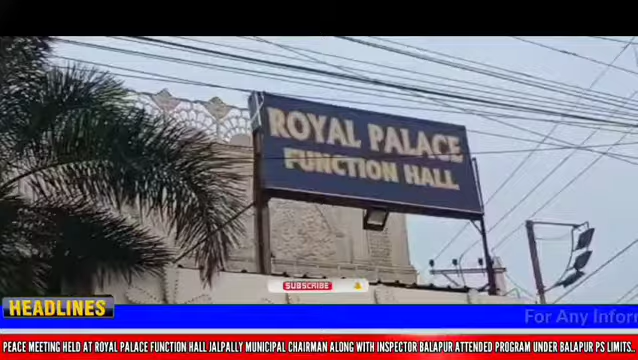 ROYAL PALACE
FUNCTION HALL
SUBSCRIBE
HEADLINES
For Any Infor
PEACE MEETING HELD AT ROYAL PALACE FUNCTION HALL JALPALLY MUNICIPAL CHAIRMAN ALONG WITH INSPECTOR BALAPUR ATTENDED PROGRAM UNDER BALAPUR PS LIMITS.